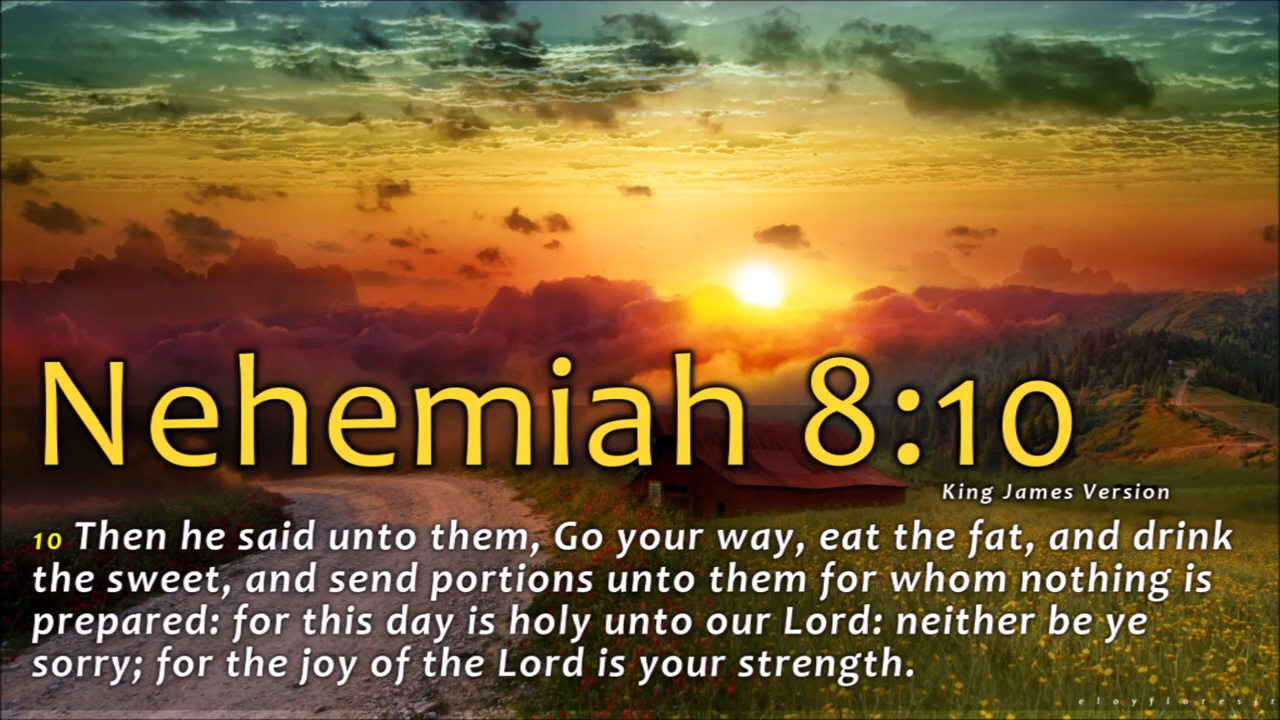 Nehemiah 8:10
King James Version
10 Then he said unto them, Go your way, eat the fat, and drink
the sweet, and send portions unto them for whom nothing is
prepared: for this day is holy unto our Lord: neither be ye
sorry; for the joy of the Lord is your strength.
eloyfloresjr